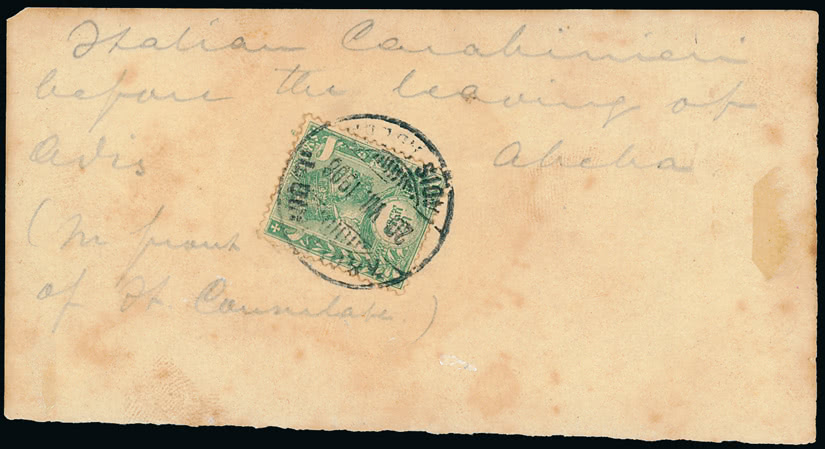 Italian Carabinieri
before the leaving of
Adis Abeba
(In front
of It. Consulate.)